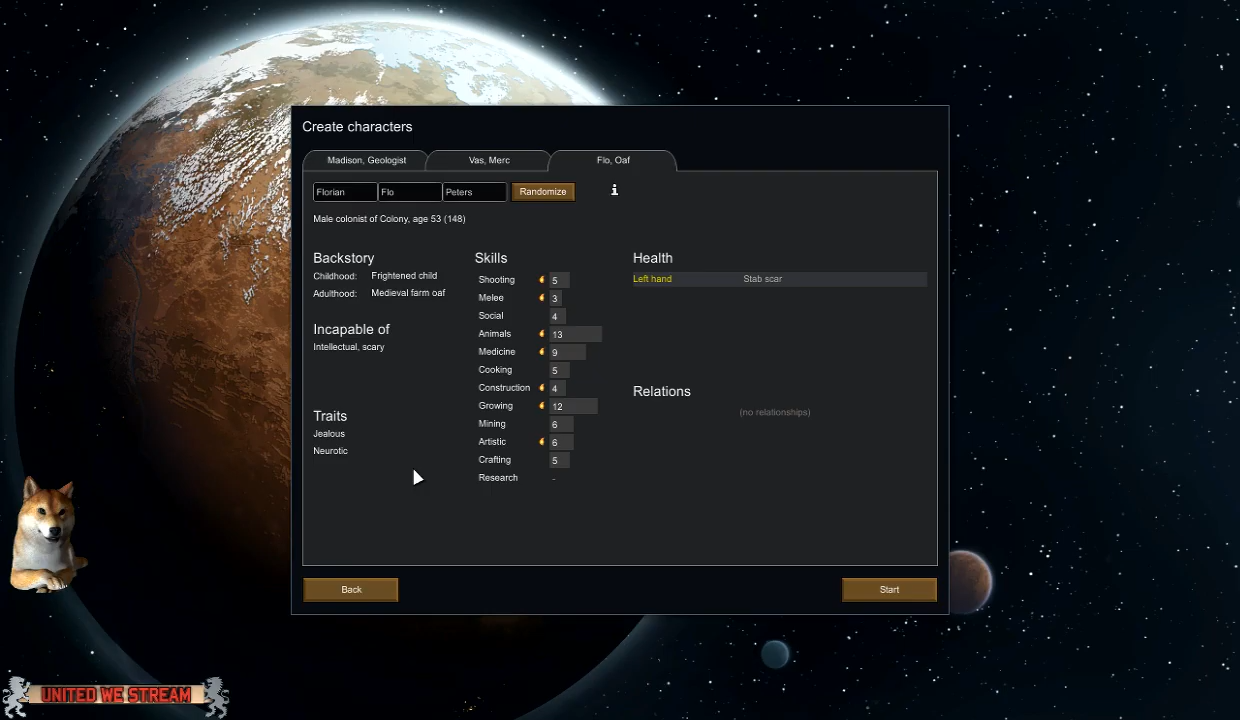 Create characters
Madison, Geologist
Vas, Merc
Flo, Oaf
Florian
Flo
Peters
Randomize
i
Male colonist of Colony, age 53 (148)
Backstory
Childhood: Frightened child
Adulthood: Medieval farm oaf
Incapable of
Intellectual, scary
Traits
Jealous
Neurotic
Skills
Shooting 5
Melee 3
Social 4
Animals 13
Medicine 9
Cooking 5
Construction 4
Growing 12
Mining 6
Artistic 6
Crafting 5
Research -
Health
Left hand Stab scar
Relations
(no relationships)
Back
Start
UNITED WE STREAM